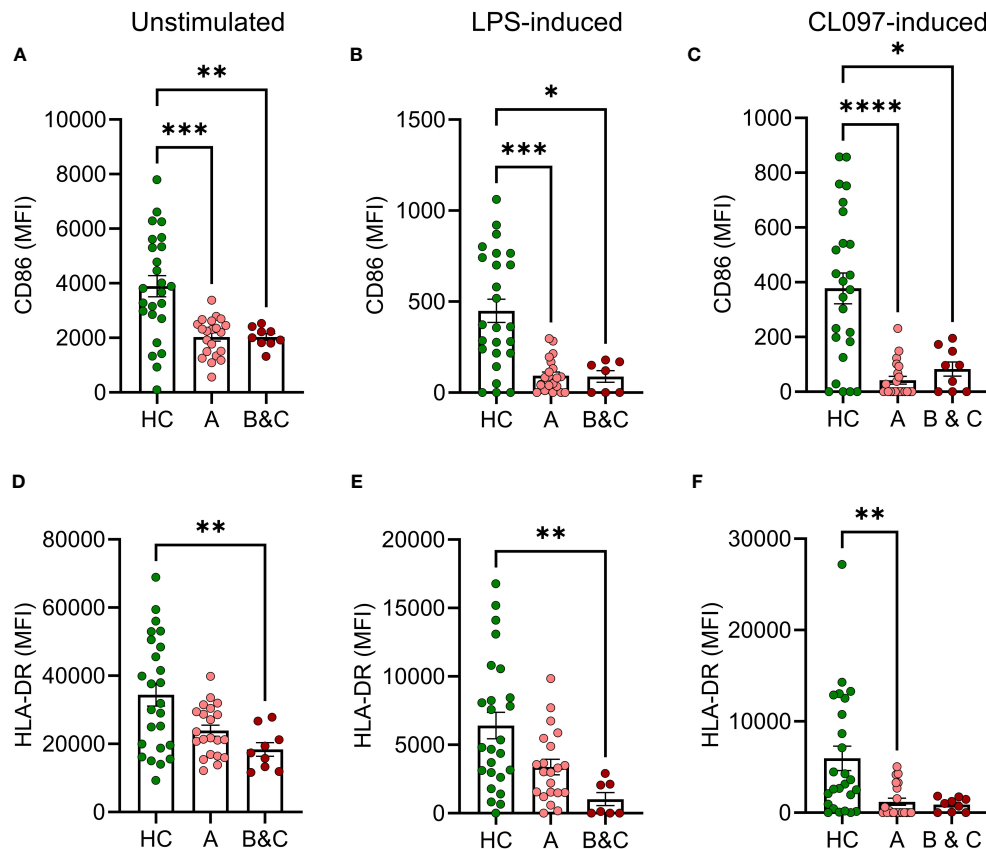 Unstimulated LPS-induced CL097-induced
A B C
** * *
*** *** ****
10000
8000
6000
4000
2000
0
CD86 (MFI)
HC A B&C
1500
1000
500
0
CD86 (MFI)
HC A B&C
1000
800
600
400
200
0
CD86 (MFI)
HC A B & C
D E F
** ** **
80000
60000
40000
20000
0
HLA-DR (MFI)
HC A B&C
20000
15000
10000
5000
0
HLA-DR (MFI)
HC A B&C
30000
20000
10000
0
HLA-DR (MFI)
HC A B & C